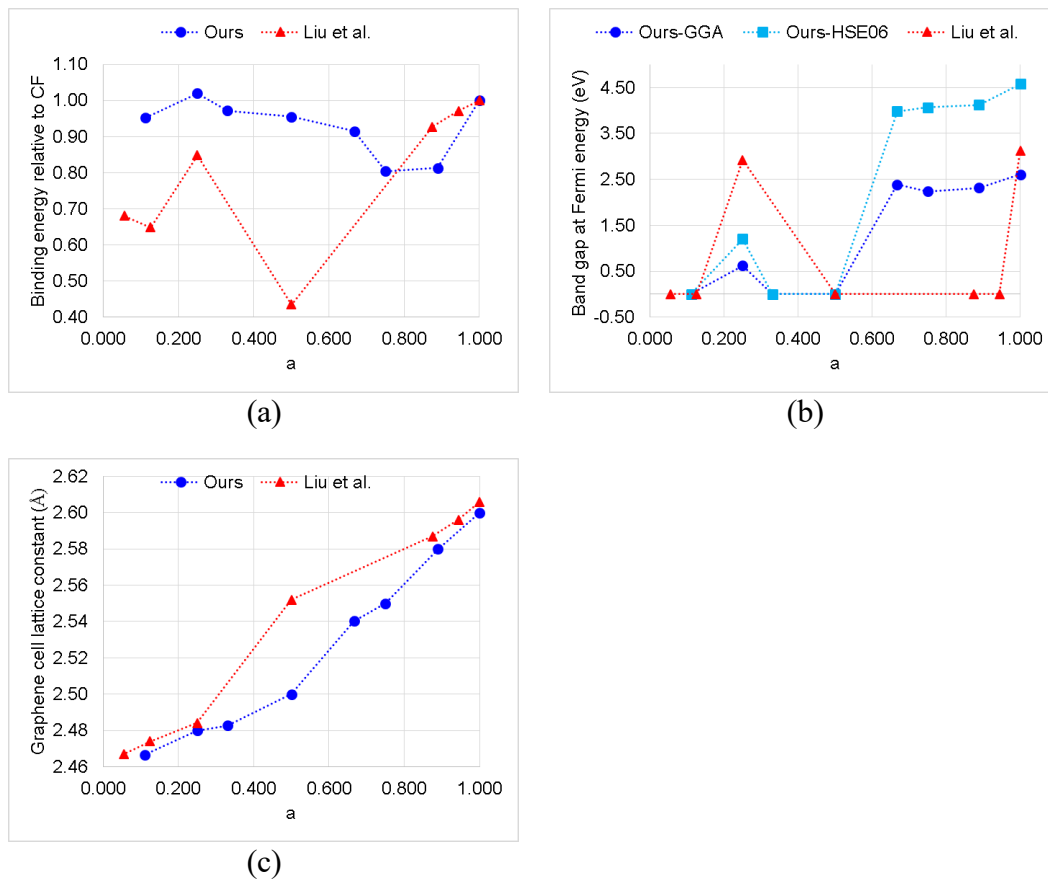 Ours Liu et al.
Binding energy relative to CF
1.10
1.00
0.90
0.80
0.70
0.60
0.50
0.40
0.000 0.200 0.400 0.600 0.800 1.000
a
(a)
Ours-GGA Ours-HSE06 Liu et al.
Band gap at Fermi energy (eV)
4.50
3.50
2.50
1.50
0.50
-0.50
0.000 0.200 0.400 0.600 0.800 1.000
a
(b)
Ours Liu et al.
Graphene cell lattice constant (Å)
2.62
2.60
2.58
2.56
2.54
2.52
2.50
2.48
2.46
0.000 0.200 0.400 0.600 0.800 1.000
a
(c)